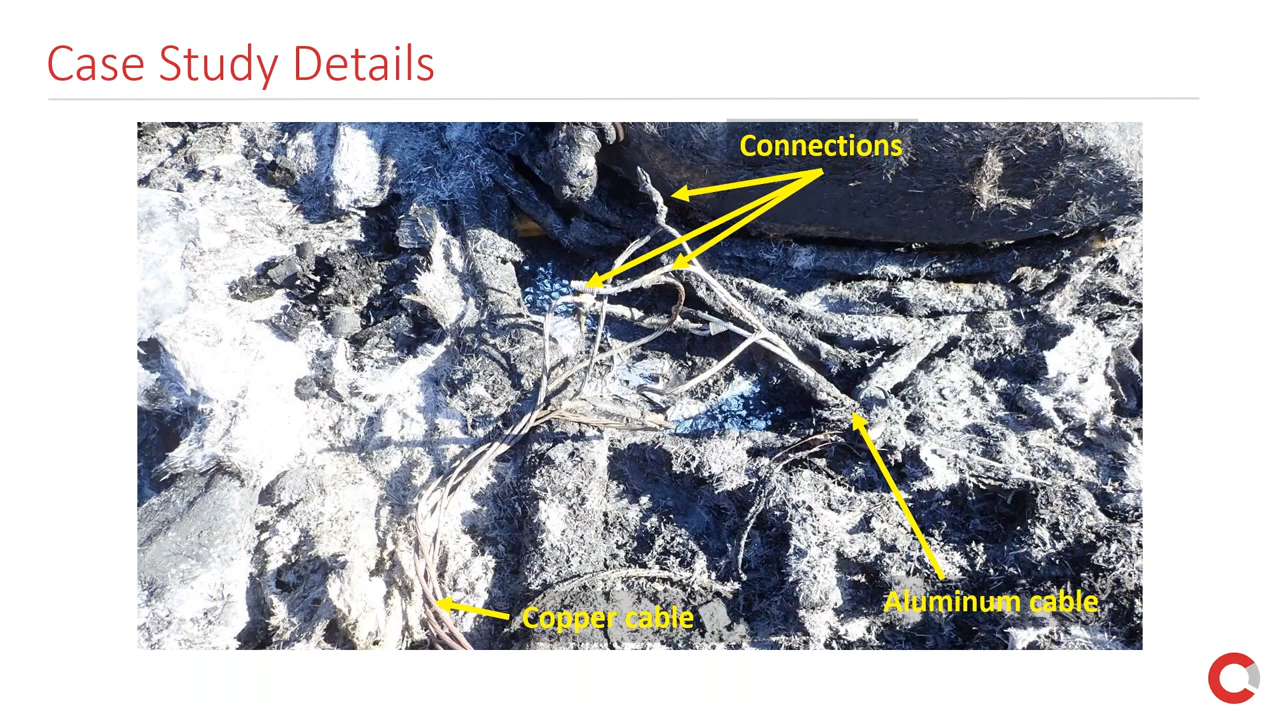 Case Study Details
Connections
Aluminum cable
Copper cable